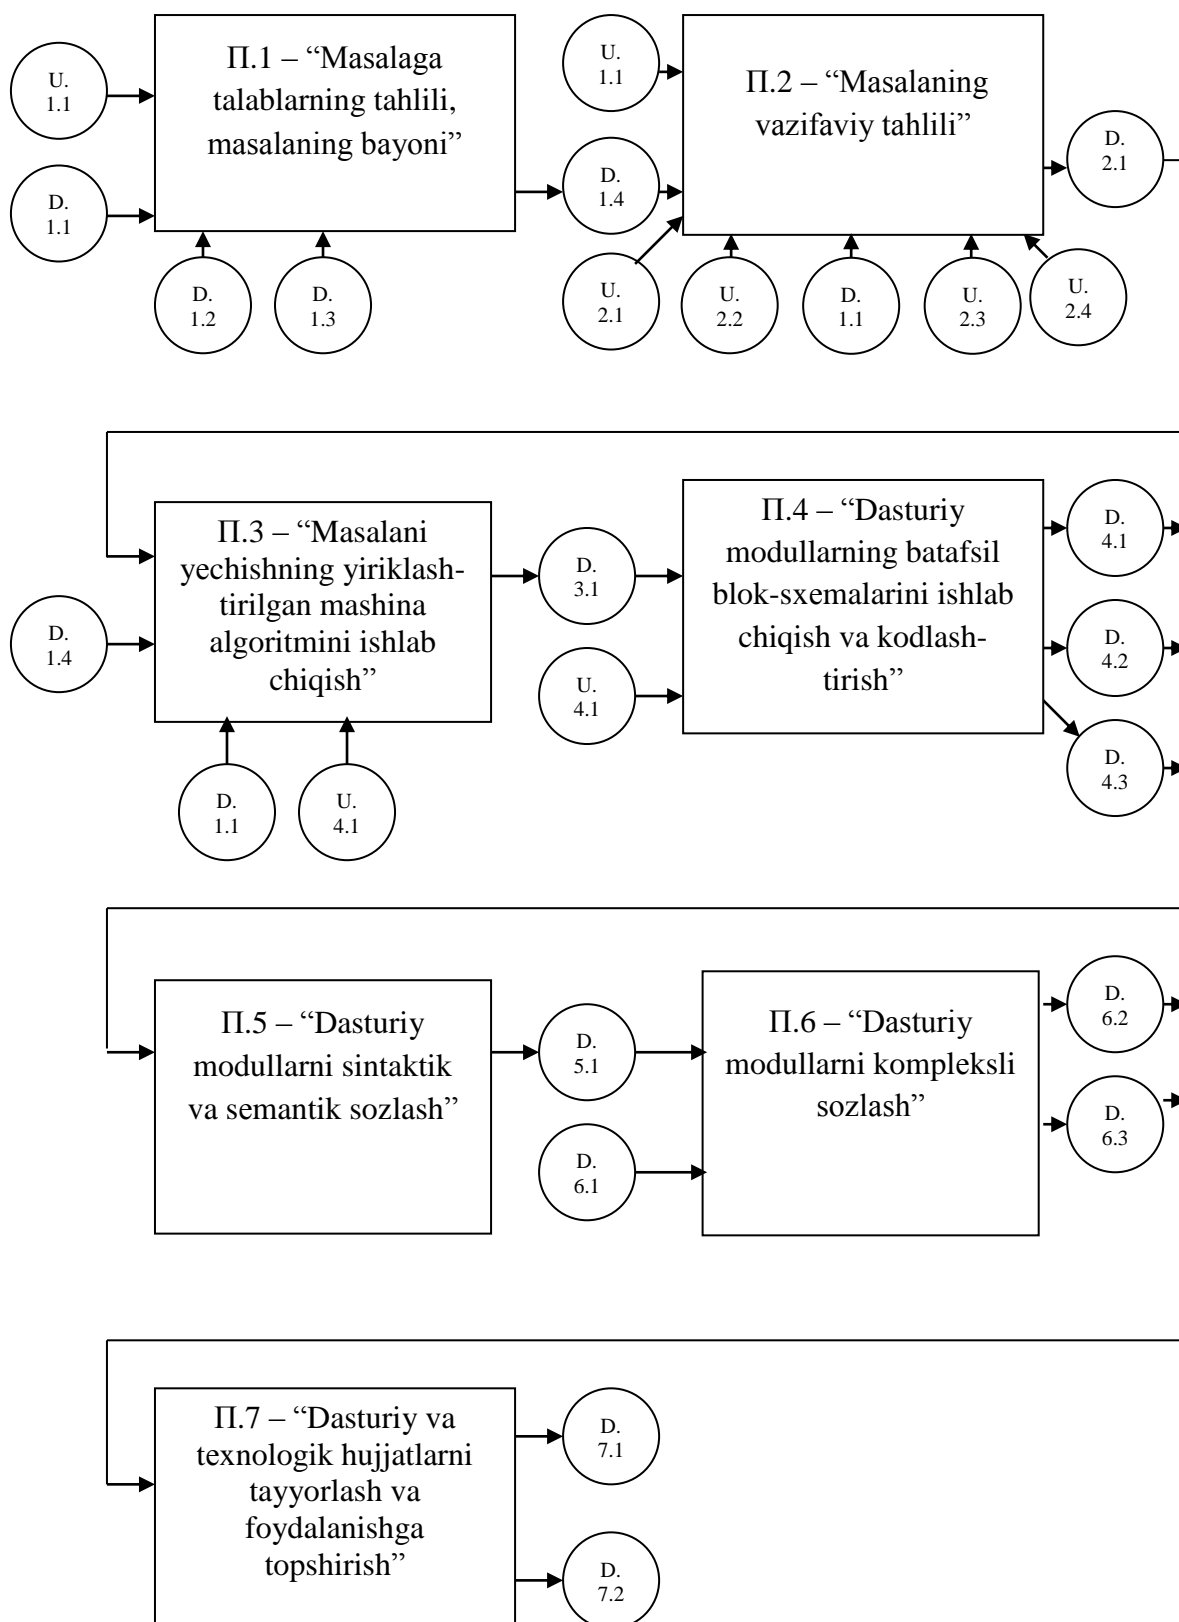 U.
1.1
D.
1.1
П.1 – “Masalaga
talablarning tahlili,
masalaning bayoni”
D.
1.2
D.
1.3
U.
1.1
D.
1.4
U.
2.1
П.2 – “Masalaning
vazifaviy tahlili”
U.
2.2
D.
1.1
U.
2.3
U.
2.4
D.
2.1
D.
1.4
П.3 – “Masalani
yechishning yiriklash-
tirilgan mashina
algoritmini ishlab
chiqish”
D.
1.1
U.
4.1
D.
3.1
U.
4.1
П.4 – “Dasturiy
modullarning batafsil
blok-sxemalarini ishlab
chiqish va kodlash-
tirish”
D.
4.1
D.
4.2
D.
4.3
П.5 – “Dasturiy
modullarni sintaktik
va semantik sozlash”
D.
5.1
D.
6.1
П.6 – “Dasturiy
modullarni kompleksli
sozlash”
D.
6.2
D.
6.3
П.7 – “Dasturiy va
texnologik hujjatlarni
tayyorlash va
foydalanishga
topshirish”
D.
7.1
D.
7.2